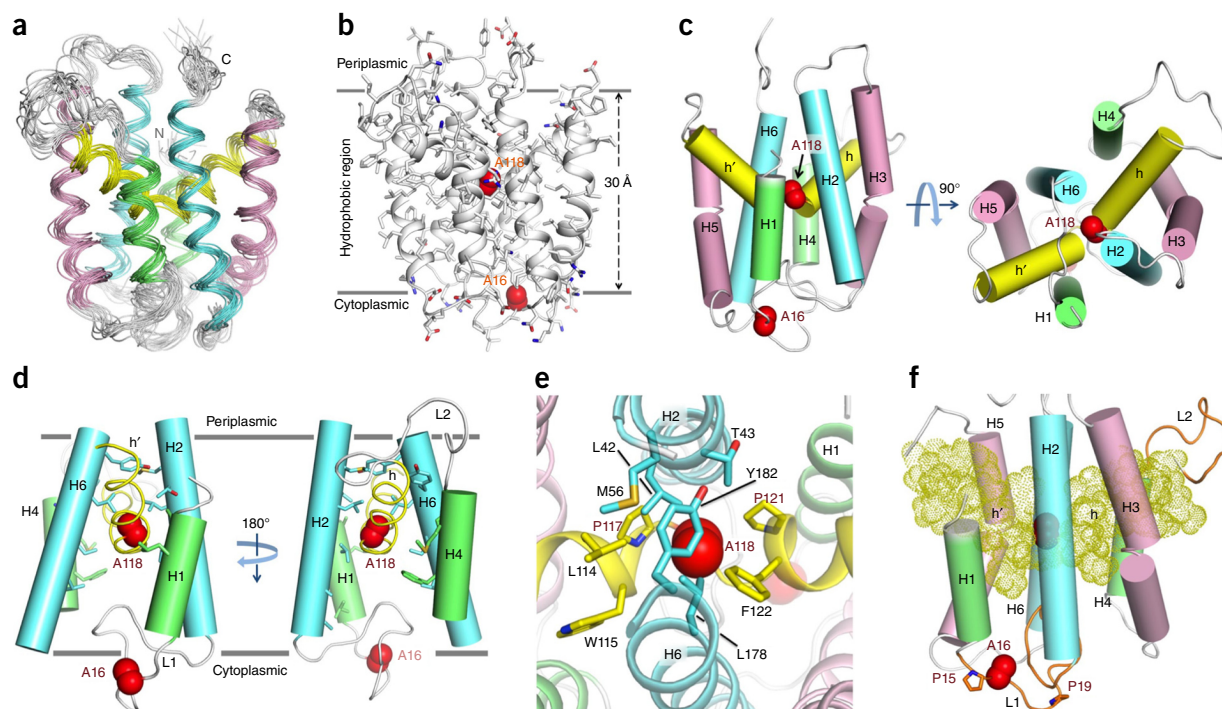 a
C
N
b
Periplasmic
Hydrophobic region
A118
30 Å
A16
Cytoplasmic
c
H6
A118
h′
h
H2
H3
H5
H1
H4
A16
90°
H4
h
H6
H5
A118
H2
H3
h′
H1
d
Periplasmic
h′
H2
H6
H4
A118
H1
L1
A16
Cytoplasmic
180°
L2
h
H6
H2
H1
A118
H4
A16
e
H2
T43
H1
L42
Y182
M56
P121
P117
A118
L114
F122
W115
L178
H6
f
H5
L2
H2
h′
h
H3
H1
H6
H4
A16
P15
P19
L1